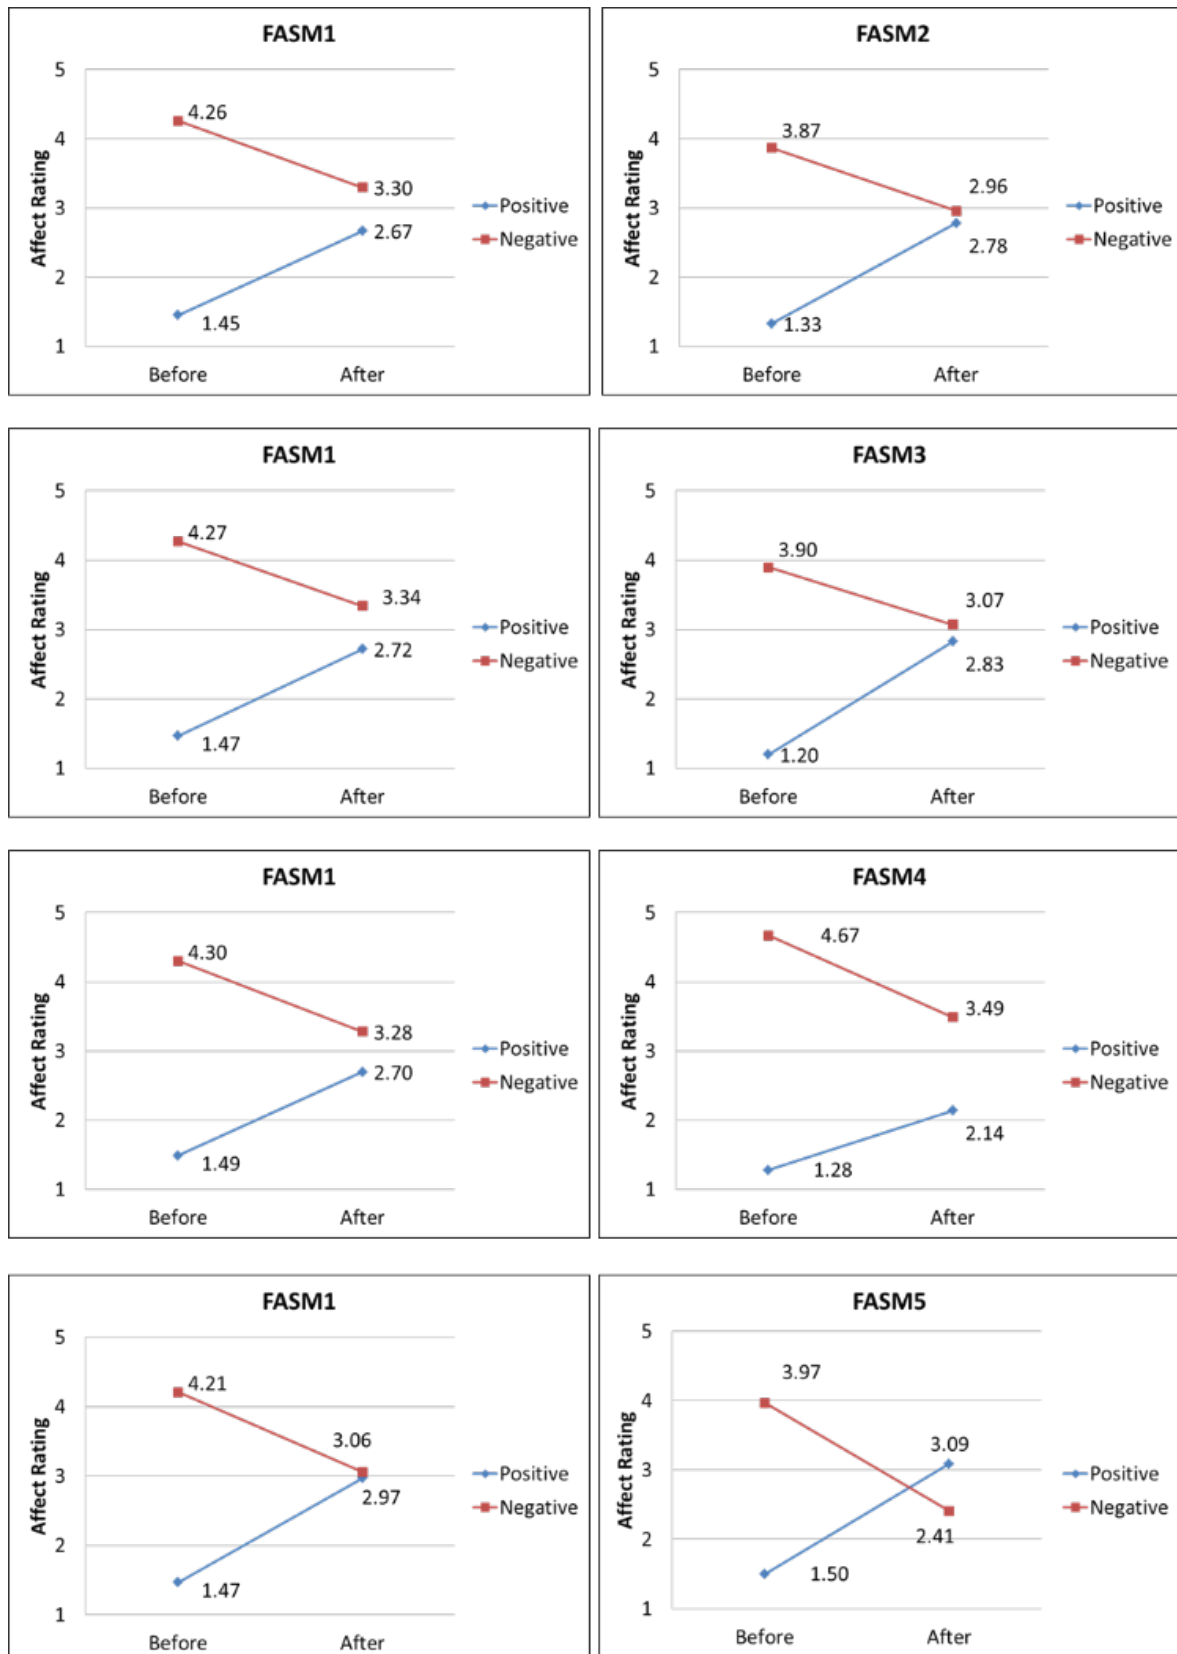 FASM1
5
4
3
2
1
Affect Rating
4.26
3.30
2.67
1.45
Before After
Positive
Negative
FASM2
5
4
3
2
1
Affect Rating
3.87
2.96
2.78
1.33
Before After
Positive
Negative
FASM1
5
4
3
2
1
Affect Rating
4.27
3.34
2.72
1.47
Before After
Positive
Negative
FASM3
5
4
3
2
1
Affect Rating
3.90
3.07
2.83
1.20
Before After
Positive
Negative
FASM1
5
4
3
2
1
Affect Rating
4.30
3.28
2.70
1.49
Before After
Positive
Negative
FASM4
5
4
3
2
1
Affect Rating
4.67
3.49
2.14
1.28
Before After
Positive
Negative
FASM1
5
4
3
2
1
Affect Rating
4.21
3.06
2.97
1.47
Before After
Positive
Negative
FASM5
5
4
3
2
1
Affect Rating
3.97
3.09
2.41
1.50
Before After
Positive
Negative